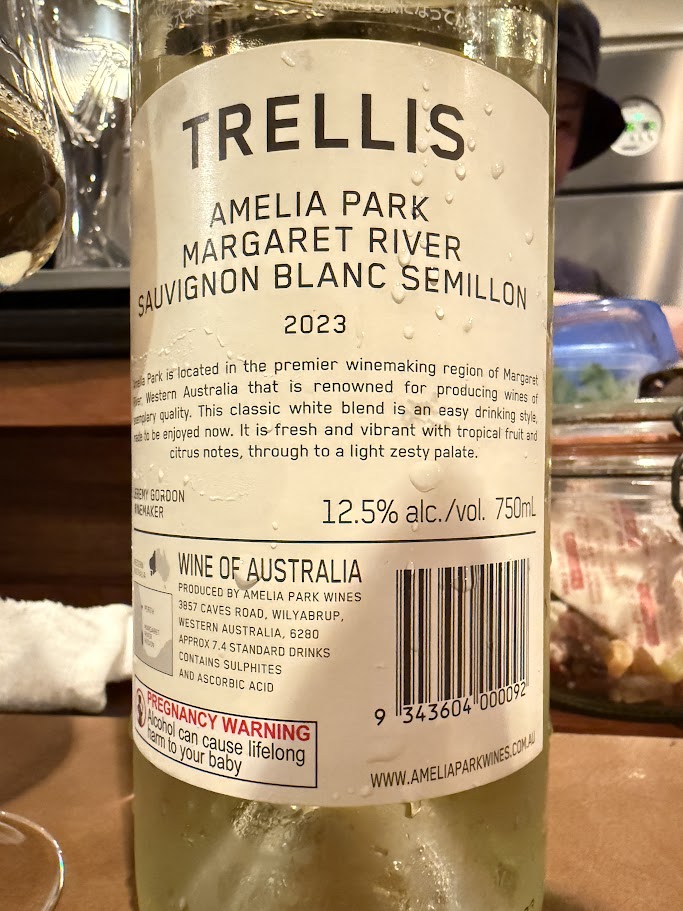 TRELLIS
AMELIA PARK
MARGARET RIVER
SAUVIGNON BLANC SEMILLON
2023
Amelia Park is located in the premier winemaking region of Margaret
River Western Australia that is renowned for producing wines of
exemplary quality. This classic white blend is an easy drinking style,
made to be enjoyed now. It is fresh and vibrant with tropical fruit and
citrus notes, through to a light zesty palate.
JEREMY GORDON
WINEMAKER
12.5% alc./vol. 750mL
WINE OF AUSTRALIA
PRODUCED BY AMELIA PARK WINES
3857 CAVES ROAD, WILYABRUP,
WESTERN AUSTRALIA, 6280
APPROX 7.4 STANDARD DRINKS
CONTAINS SULPHITES
AND ASCORBIC ACID
PERTH
MARGARET
RIVER
REGION
9 343604 000092
PREGNANCY WARNING
Alcohol can cause lifelong
harm to your baby
WWW.AMELIAPARKWINES.COM.AU